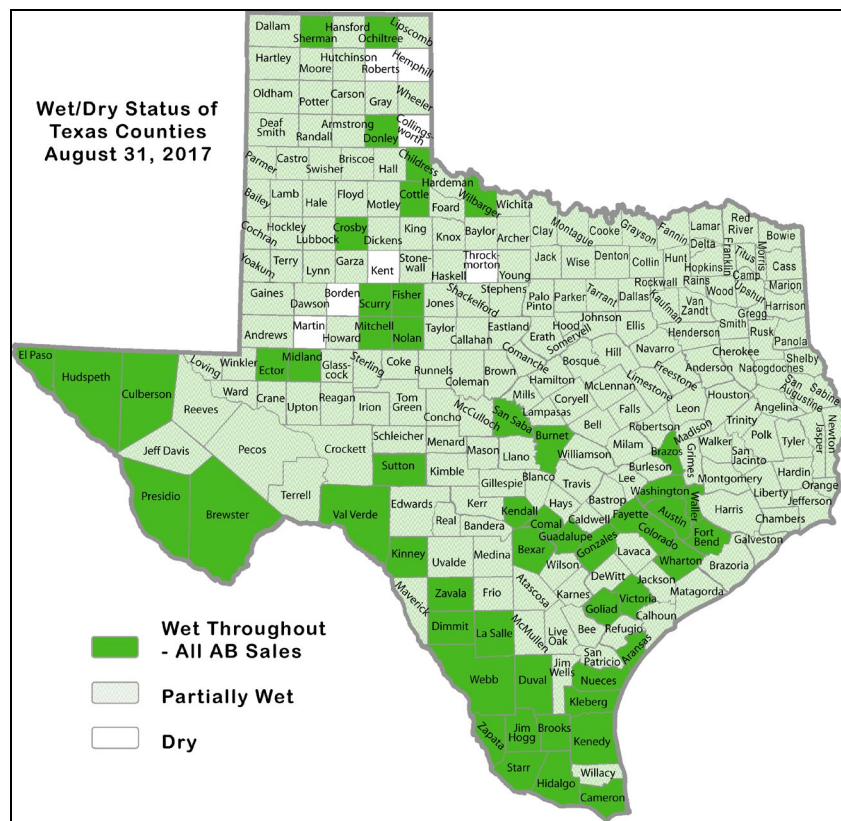 Wet/Dry Status of
Texas Counties
August 31, 2017
Dallam
Sherman
Hansford
Ochiltree
Lipscomb
Hartley
Moore
Hutchinson
Roberts
Hemphill
Oldham
Potter
Carson
Gray
Wheeler
Deaf
Smith
Randall
Armstrong
Donley
Collings-
worth
Parmer
Castro
Swisher
Briscoe
Hall
Childress
Hardeman
Bailey
Lamb
Hale
Floyd
Motley
Cottle
Foard
Wilbarger
Wichita
Cochran
Hockley
Lubbock
Crosby
Dickens
King
Knox
Baylor
Archer
Clay
Montague
Cooke
Grayson
Fannin
Lamar
Red
River
Bowie
Delta
Franklin
Titus
Morris
Camp
Cass
Yoakum
Terry
Lynn
Garza
Kent
Stone-
wall
Haskell
Throck-
morton
Young
Jack
Wise
Denton
Collin
Hunt
Hopkins
Rockwall
Rains
Wood
Upshur
Marion
Harrison
Gregg
Gaines
Dawson
Borden
Scurry
Fisher
Jones
Shackelford
Stephens
Palo
Pinto
Parker
Tarrant
Dallas
Kaufman
Van
Zandt
Smith
Rusk
Panola
Andrews
Martin
Howard
Mitchell
Nolan
Taylor
Callahan
Eastland
Erath
Hood
Somervell
Johnson
Ellis
Henderson
Navarro
Hill
Bosque
Comanche
Cherokee
Anderson
Nacogdoches
Shelby
San
Augustine
Sabine
El Paso
Hudspeth
Culberson
Loving
Winkler
Ector
Midland
Glass-
cock
Sterling
Coke
Runnels
Coleman
Brown
Hamilton
Mills
McLennan
Limestone
Freestone
Houston
Angelina
Reeves
Ward
Crane
Upton
Reagan
Irion
Tom
Green
Concho
McCulloch
San Saba
Lampasas
Coryell
Bell
Falls
Leon
Robertson
Madison
Trinity
Walker
Polk
Tyler
Jasper
Newton
Jeff Davis
Pecos
Crockett
Schleicher
Menard
Mason
Llano
Burnet
Williamson
Milam
Brazos
Grimes
San
Jacinto
Hardin
Orange
Jefferson
Liberty
Montgomery
Presidio
Brewster
Terrell
Sutton
Kimble
Gillespie
Blanco
Travis
Lee
Burleson
Washington
Waller
Harris
Chambers
Galveston
Val Verde
Edwards
Kerr
Real
Bandera
Kendall
Comal
Hays
Caldwell
Bastrop
Fayette
Austin
Colorado
Fort
Bend
Brazoria
Kinney
Uvalde
Medina
Bexar
Guadalupe
Gonzales
Lavaca
Wharton
Wilson
DeWitt
Jackson
Matagorda
Maverick
Zavala
Frio
Atascosa
Karnes
Goliad
Victoria
Calhoun
Dimmit
La Salle
McMullen
Live
Oak
Bee
Refugio
Aransas
San
Patricio
Webb
Duval
Jim
Wells
Nueces
Kleberg
Zapata
Jim
Hogg
Brooks
Kenedy
Starr
Hidalgo
Willacy
Cameron
Wet Throughout
- All AB Sales
Partially Wet
Dry